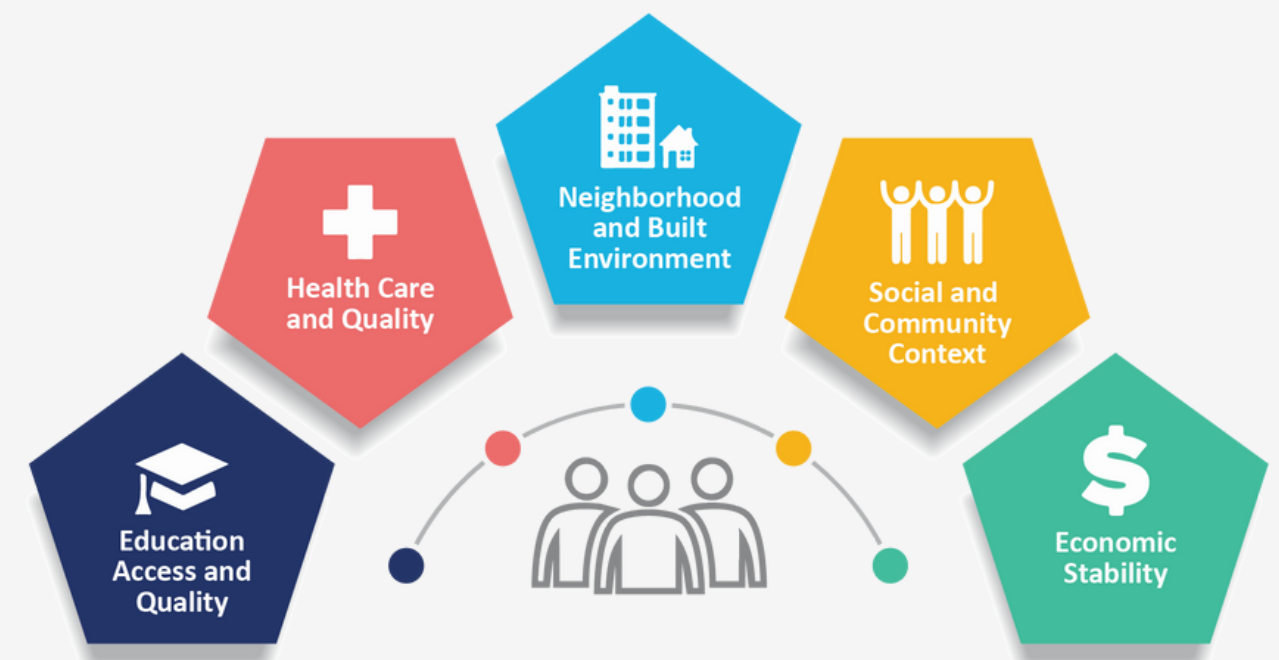 Education
Access and
Quality
Health Care
and Quality
Neighborhood
and Built
Environment
Social and
Community
Context
Economic
Stability